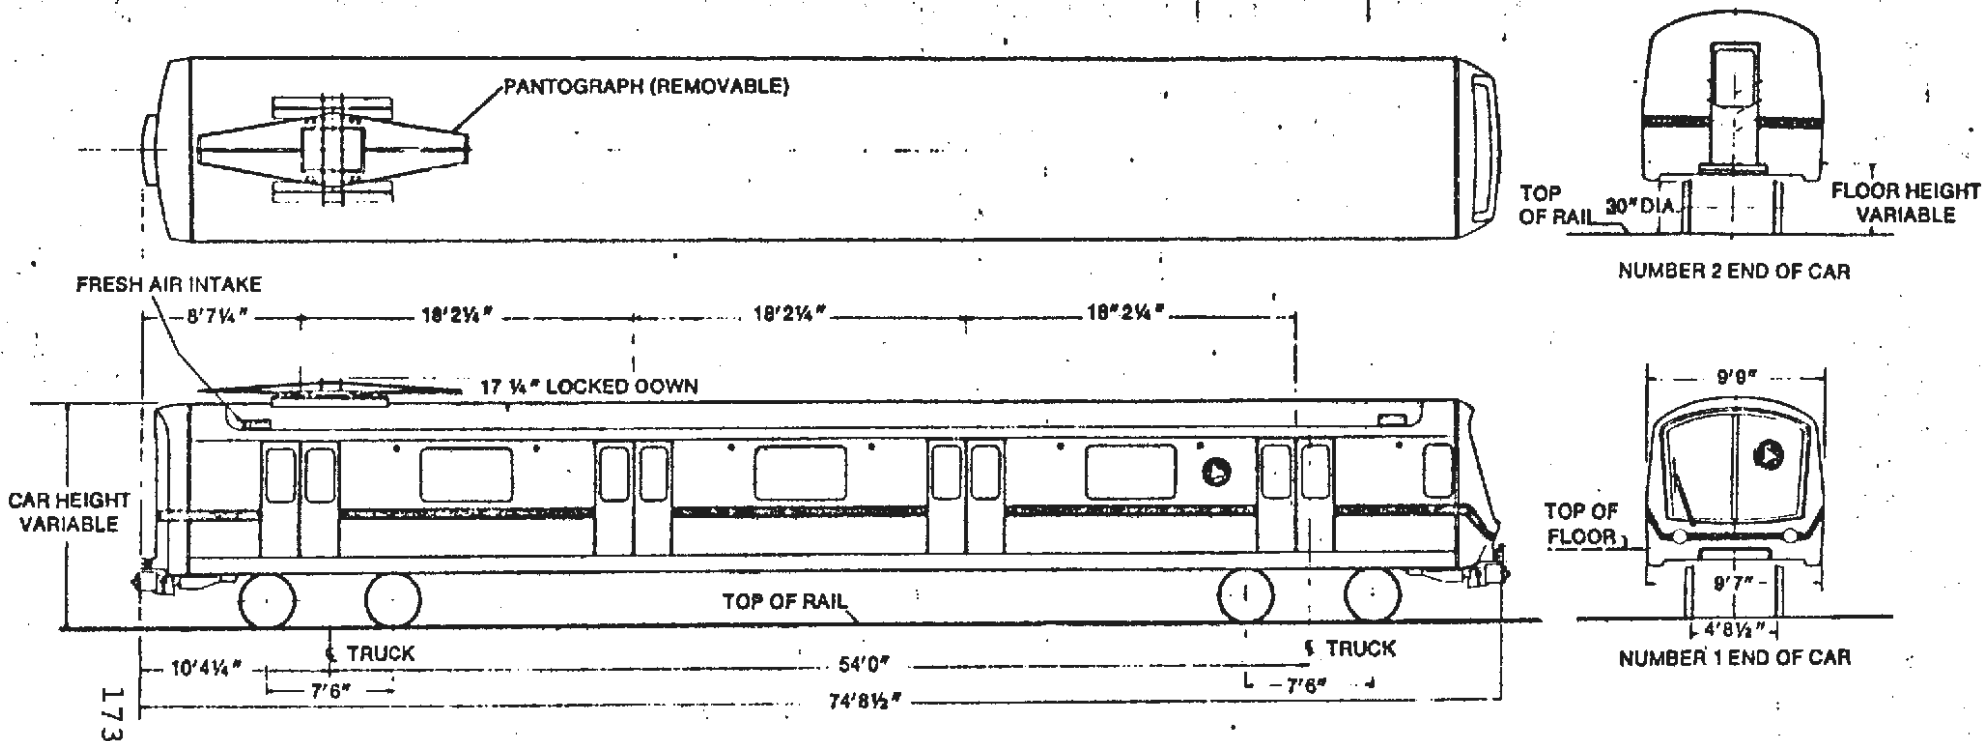 PANTOGRAPH (REMOVABLE)
TOP
OF RAIL
30" DIA.
FLOOR HEIGHT
VARIABLE
NUMBER 2 END OF CAR
FRESH AIR INTAKE
8'7¼"
18'2¼"
18'2¼"
18"2¼"
17 ¼" LOCKED DOWN
9'9"
CAR HEIGHT
VARIABLE
TOP OF
FLOOR
9'7"
TOP OF RAIL
4'8½"
NUMBER 1 END OF CAR
℄ TRUCK
℄ TRUCK
10'4¼"
54'0"
7'6"
7'6"
74'8½"
173